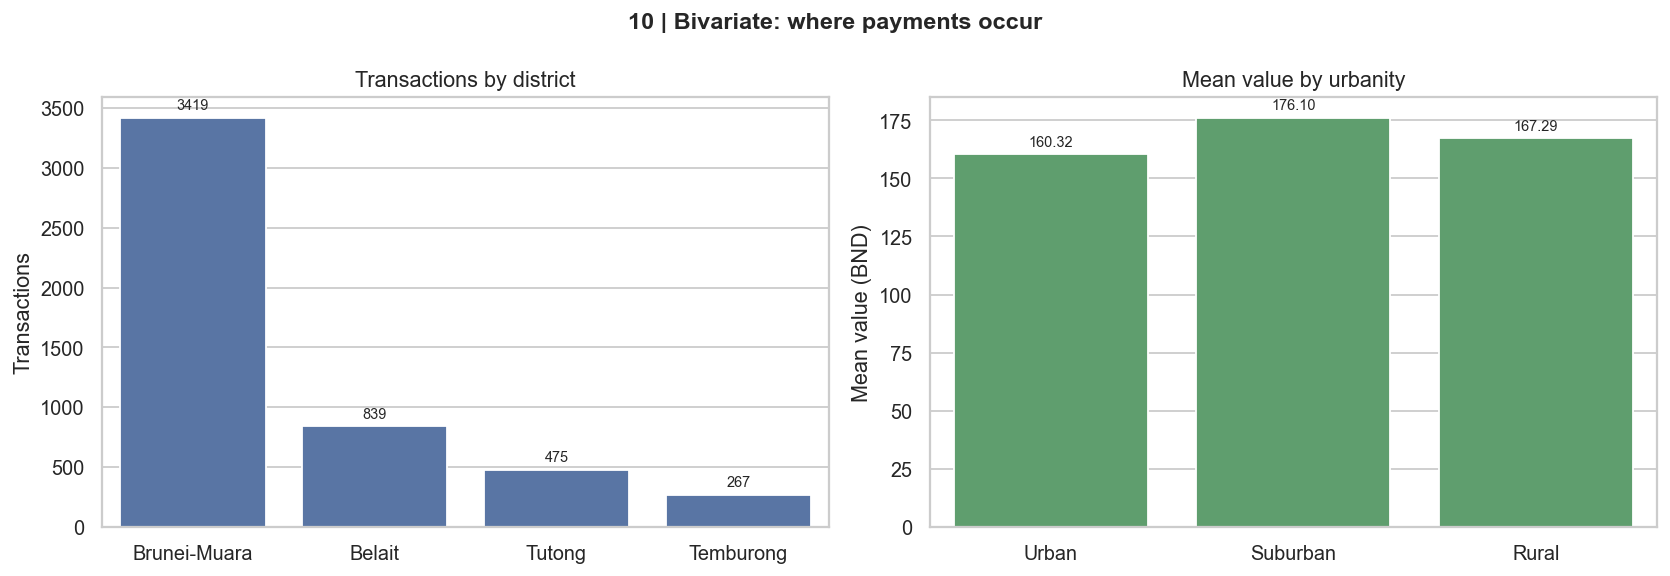 10 | Bivariate: where payments occur
Transactions by district
Transactions
3500
3000
2500
2000
1500
1000
500
0
3419
839
475
267
Brunei-Muara
Belait
Tutong
Temburong
Mean value by urbanity
Mean value (BND)
175
150
125
100
75
50
25
0
160.32
176.10
167.29
Urban
Suburban
Rural